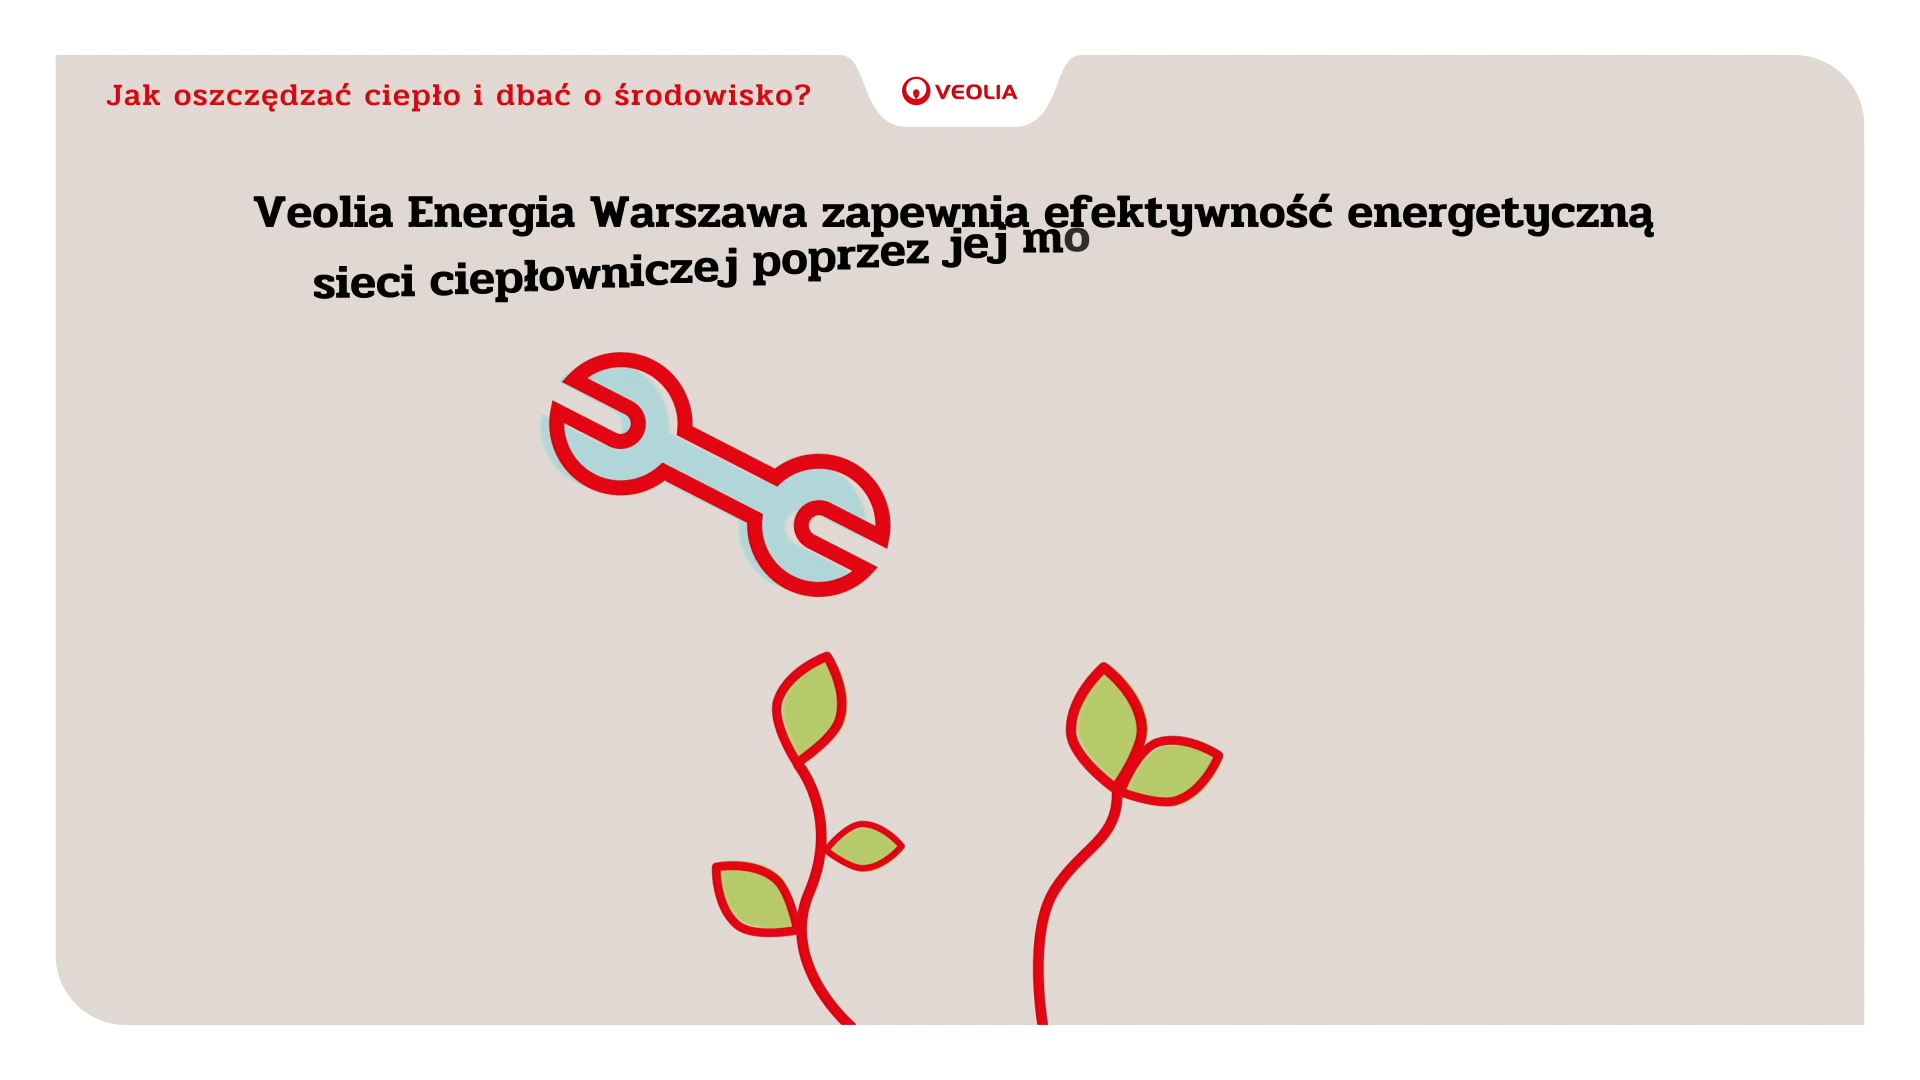 Jak oszczędzać ciepło i dbać o środowisko?
VEOLIA
Veolia Energia Warszawa zapewnia efektywność energetyczną
sieci ciepłowniczej poprzez jej mo